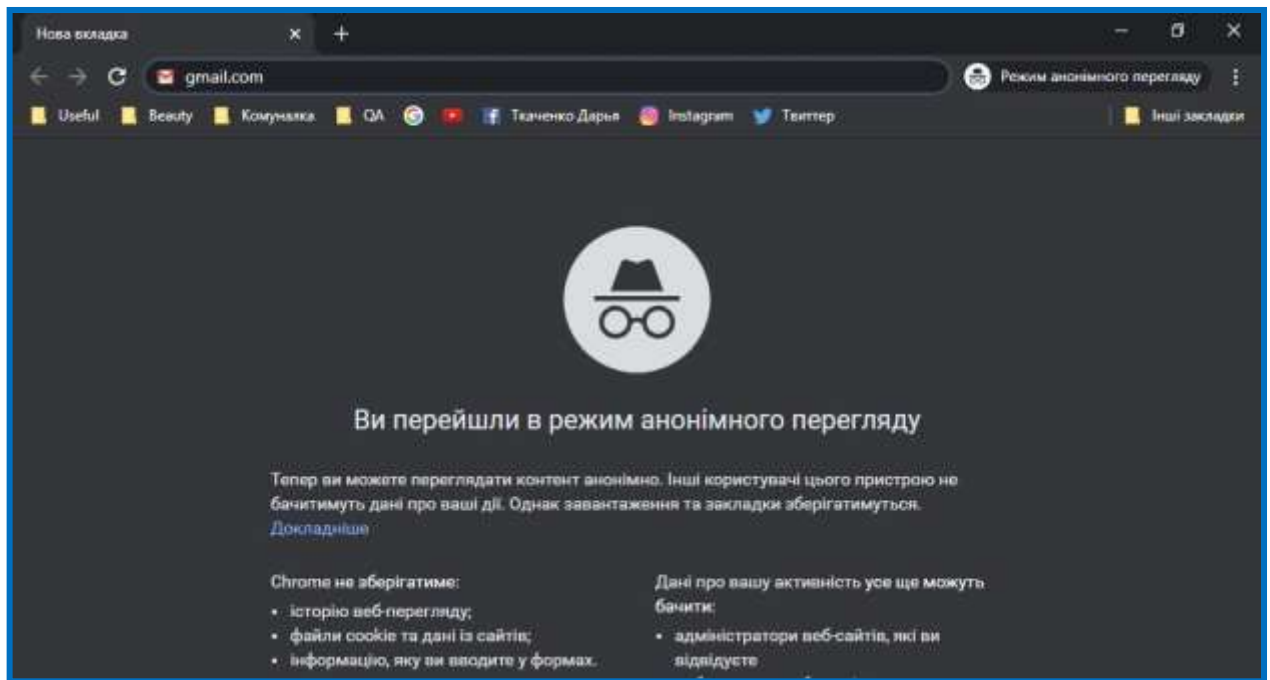 Нова вкладка
gmail.com
Режим анонімного перегляду
Useful Beauty Комуналка QA Ткаченко Дарья Instagram Твиттер Інші закладки
Ви перейшли в режим анонімного перегляду
Тепер ви можете переглядати контент анонімно. Інші користувачі цього пристрою не
бачитимуть дані про ваші дії. Однак завантаження та закладки зберігатимуться.
Докладніше
Chrome не зберігатиме:
• історію веб-перегляду;
• файли cookie та дані із сайтів;
• інформацію, яку ви вводите у формах.
Дані про вашу активність усе ще можуть
бачити:
• адміністратори веб-сайтів, які ви
відвідуєте